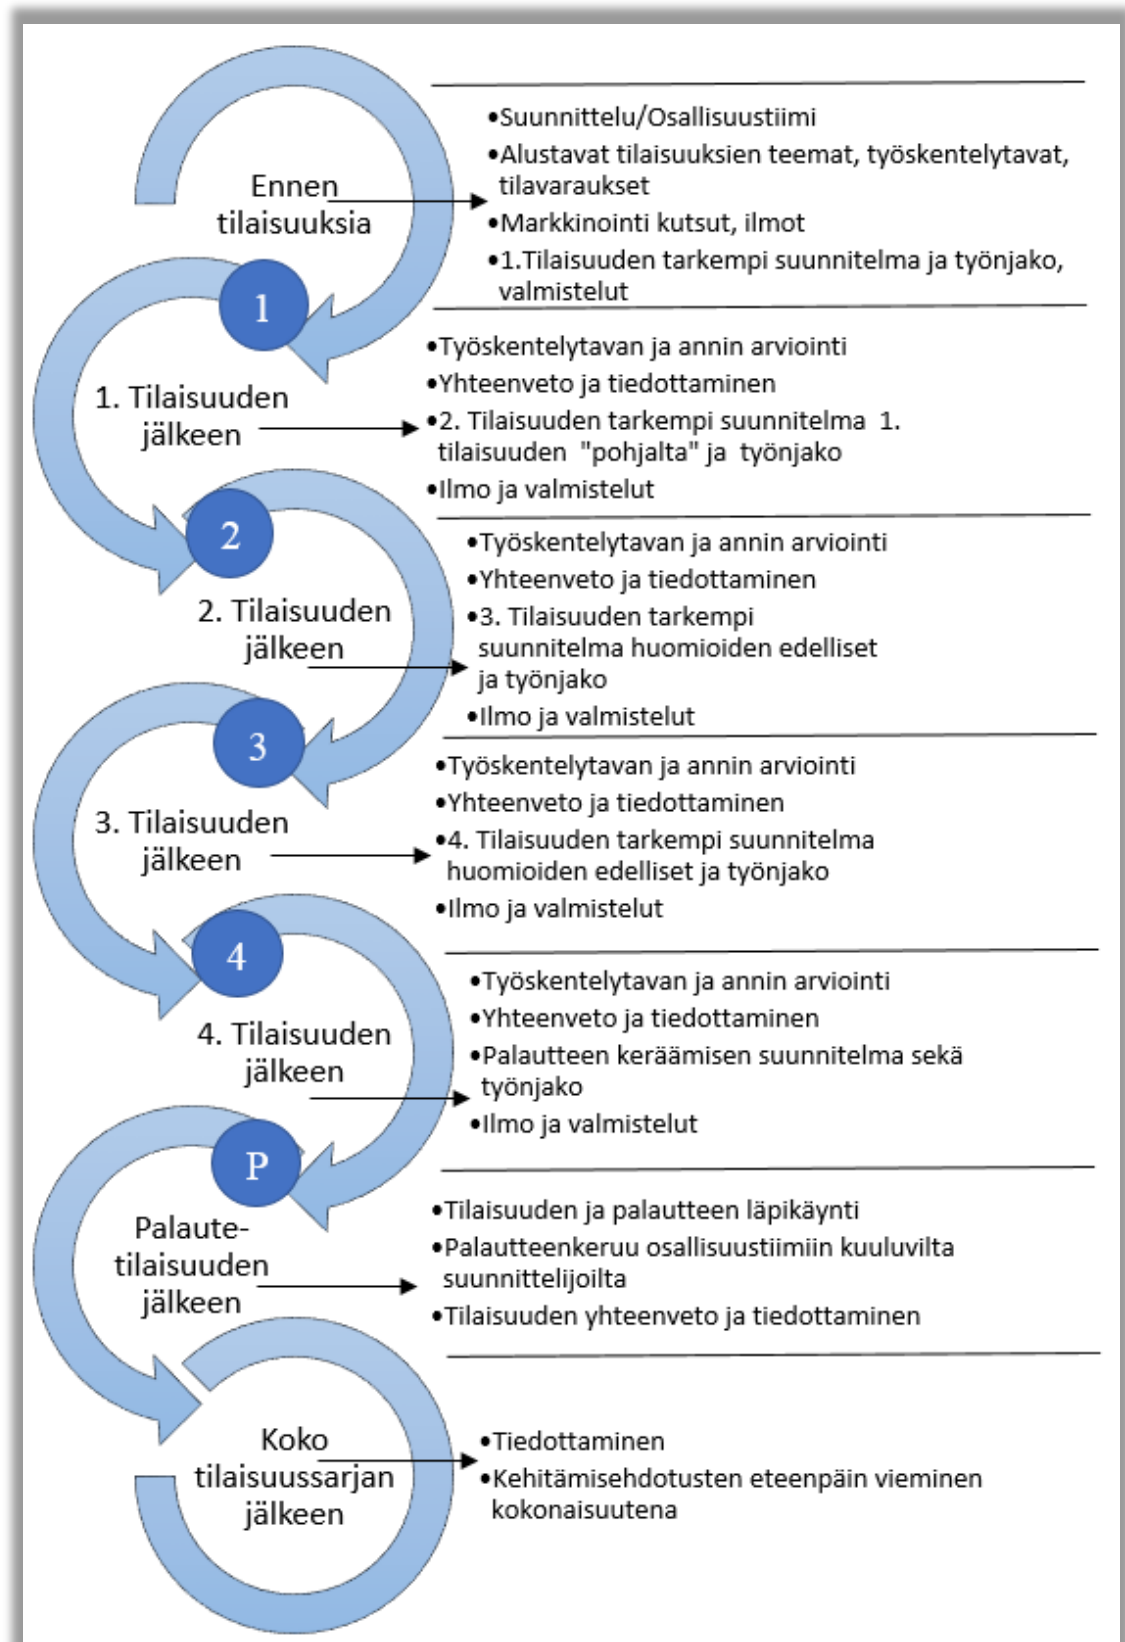 Ennen
tilaisuuksia
•Suunnittelu/Osallisuustiimi
•Alustavat tilaisuuksien teemat, työskentelytavat,
tilavaraukset
•Markkinointi kutsut, ilmot
•1.Tilaisuuden tarkempi suunnitelma ja työnjako,
valmistelut
1
1. Tilaisuuden
jälkeen
•Työskentelytavan ja annin arviointi
•Yhteenveto ja tiedottaminen
•2. Tilaisuuden tarkempi suunnitelma 1.
tilaisuuden "pohjalta" ja työnjako
•Ilmo ja valmistelut
2
2. Tilaisuuden
jälkeen
•Työskentelytavan ja annin arviointi
•Yhteenveto ja tiedottaminen
•3. Tilaisuuden tarkempi
suunnitelma huomioiden edelliset
ja työnjako
•Ilmo ja valmistelut
3
3. Tilaisuuden
jälkeen
•Työskentelytavan ja annin arviointi
•Yhteenveto ja tiedottaminen
•4. Tilaisuuden tarkempi suunnitelma
huomioiden edelliset ja työnjako
•Ilmo ja valmistelut
4
4. Tilaisuuden
jälkeen
•Työskentelytavan ja annin arviointi
•Yhteenveto ja tiedottaminen
•Palautteen keräämisen suunnitelma sekä
työnjako
•Ilmo ja valmistelut
P
Palaute-
tilaisuuden
jälkeen
•Tilaisuuden ja palautteen läpikäynti
•Palautteenkeruu osallisuustiimiin kuuluvilta
suunnittelijoilta
•Tilaisuuden yhteenveto ja tiedottaminen
Koko
tilaisuussarjan
jälkeen
•Tiedottaminen
•Kehitämisehdotusten eteenpäin vieminen
kokonaisuutena